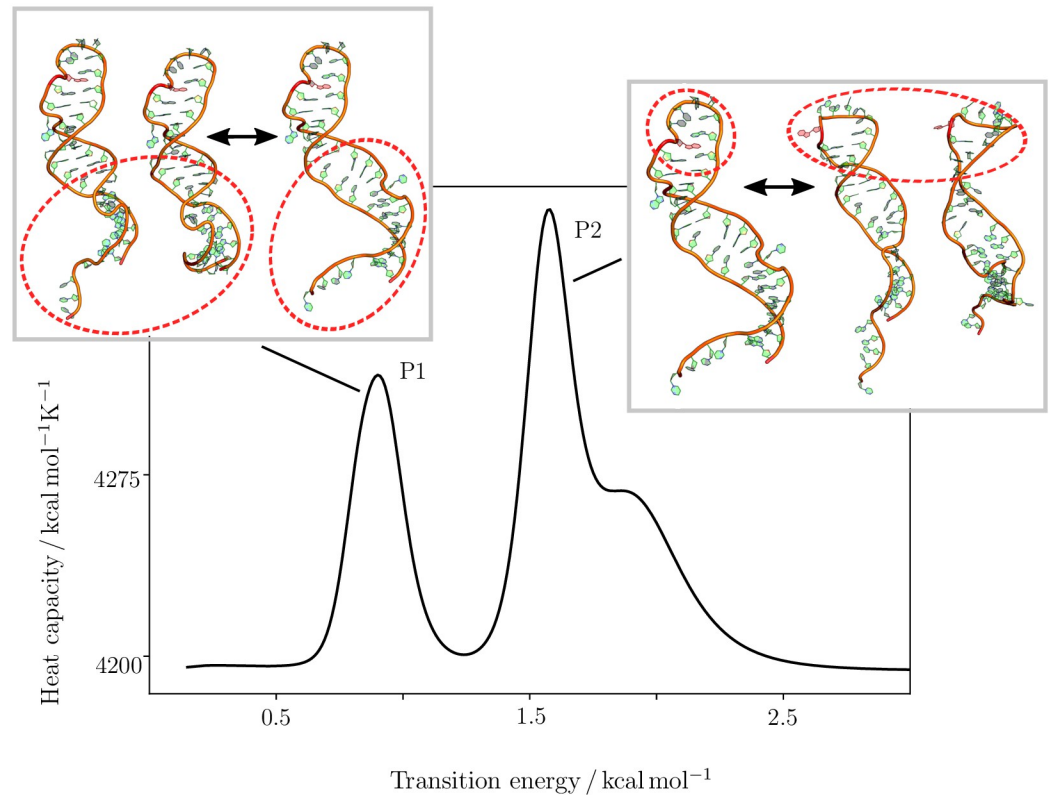 P2
P1
Heat capacity / kcal mol⁻¹K⁻¹
4275
4200
0.5
1.5
2.5
Transition energy / kcal mol⁻¹